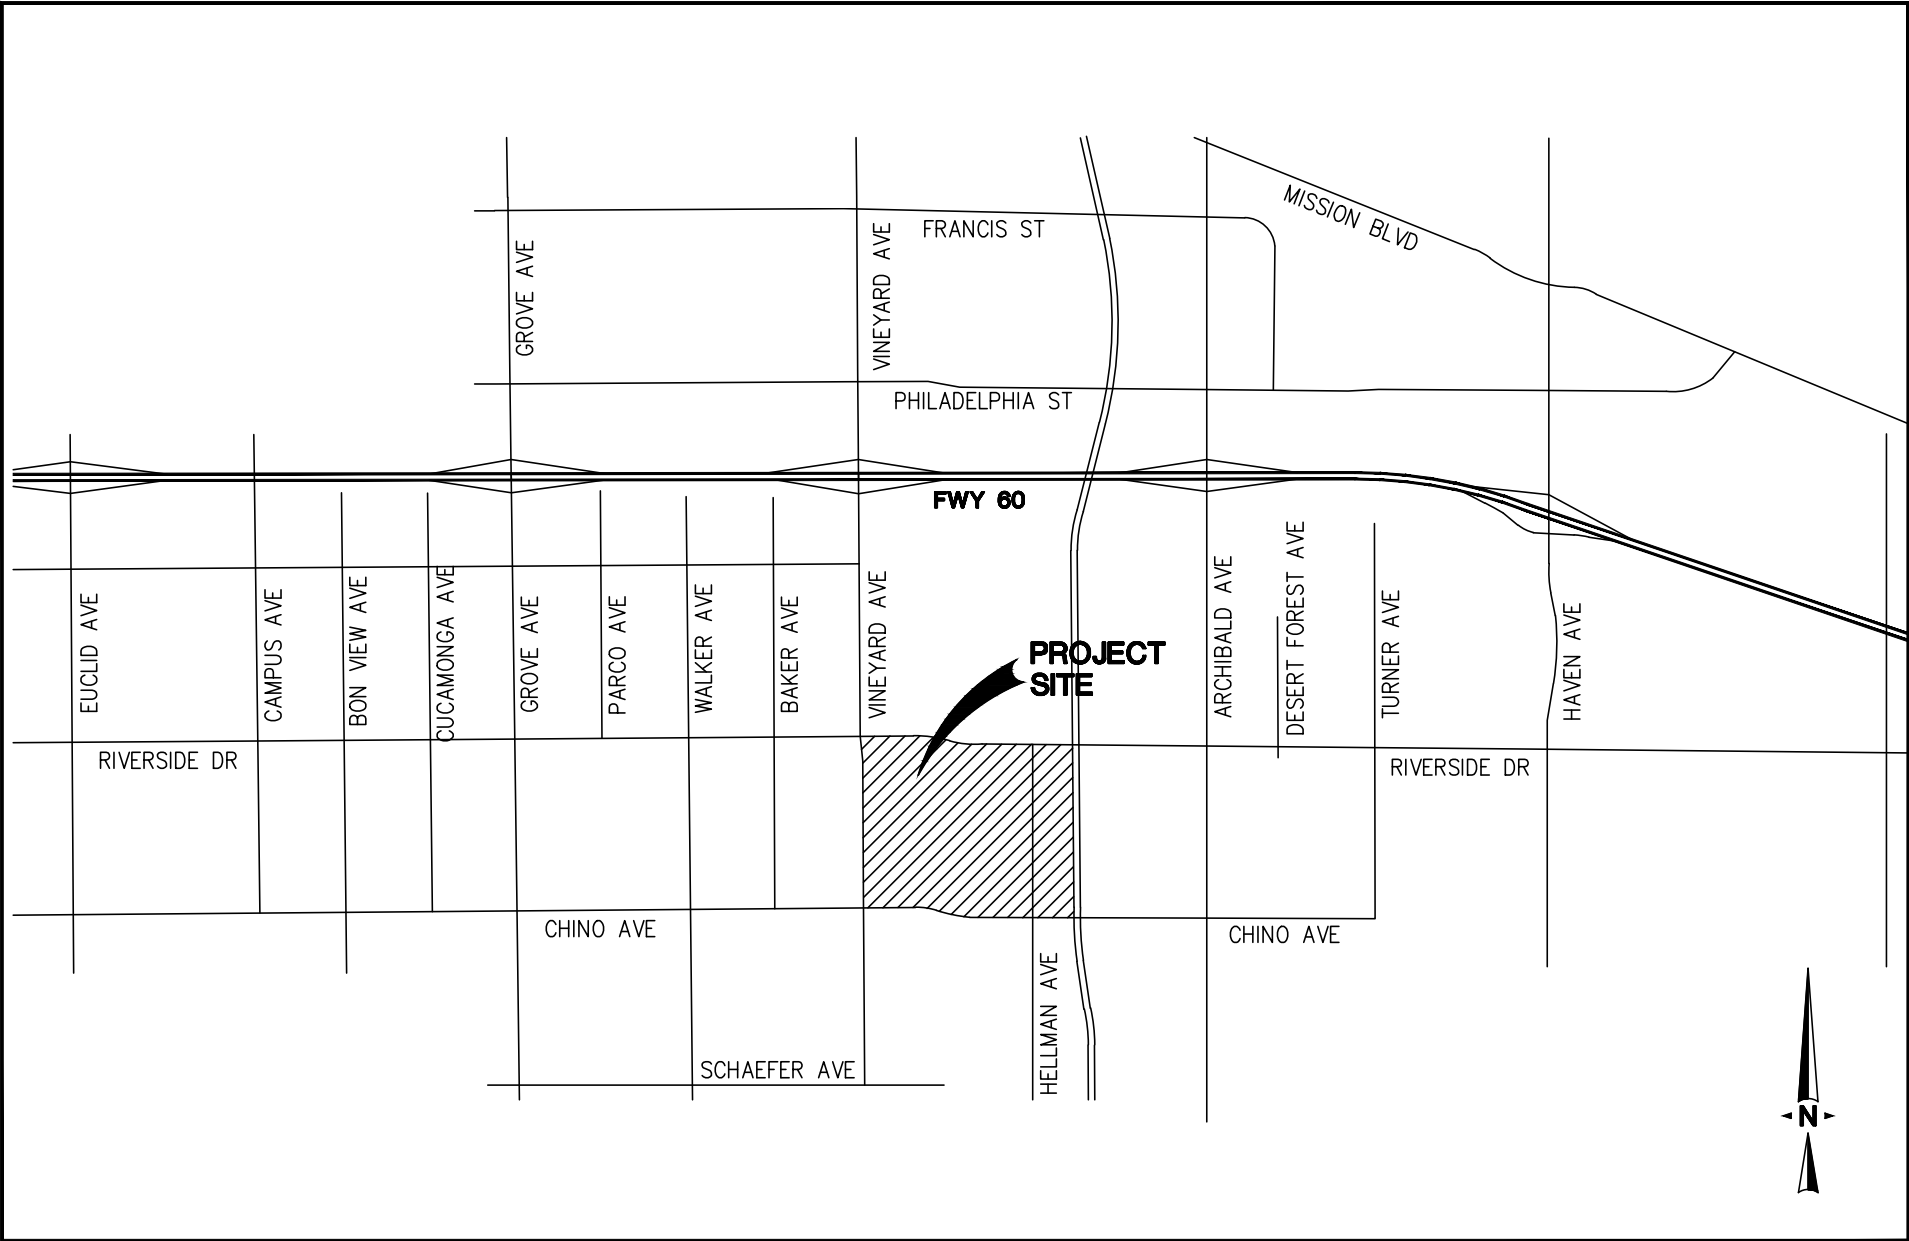 MISSION BLVD
FRANCIS ST
GROVE AVE
VINEYARD AVE
PHILADELPHIA ST
FWY 60
EUCLID AVE
CAMPUS AVE
BON VIEW AVE
CUCAMONGA AVE
GROVE AVE
PARCO AVE
WALKER AVE
BAKER AVE
VINEYARD AVE
PROJECT
SITE
ARCHIBALD AVE
DESERT FOREST AVE
TURNER AVE
HAVEN AVE
RIVERSIDE DR
RIVERSIDE DR
CHINO AVE
CHINO AVE
HELLMAN AVE
SCHAEFER AVE
N